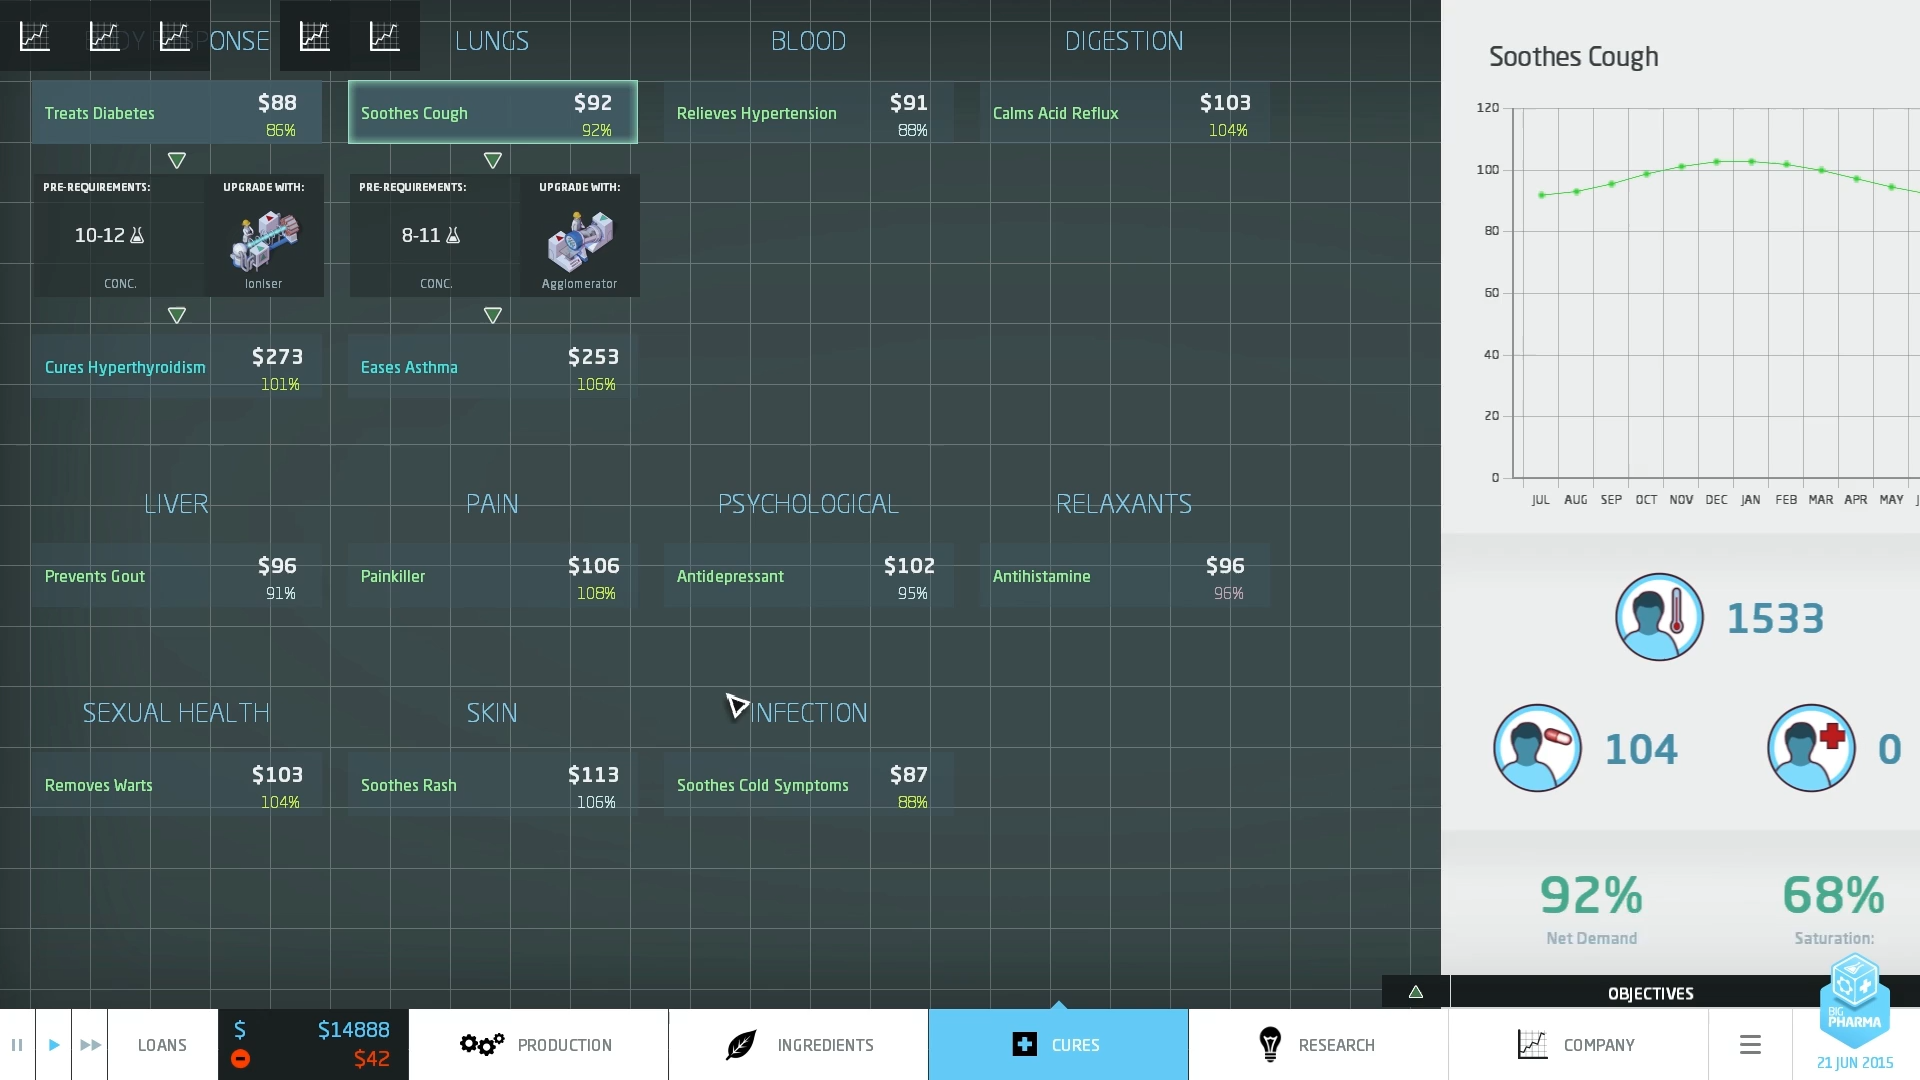 BODY RESPONSE
LUNGS
BLOOD
DIGESTION
Treats Diabetes
$88
86%
Soothes Cough
$92
92%
Relieves Hypertension
$91
88%
Calms Acid Reflux
$103
104%
PRE-REQUIREMENTS:
UPGRADE WITH:
10-12
CONC.
Ioniser
PRE-REQUIREMENTS:
UPGRADE WITH:
8-11
CONC.
Agglomerator
Cures Hyperthyroidism
$273
101%
Eases Asthma
$253
106%
LIVER
PAIN
PSYCHOLOGICAL
RELAXANTS
Prevents Gout
$96
91%
Painkiller
$106
108%
Antidepressant
$102
95%
Antihistamine
$96
96%
SEXUAL HEALTH
SKIN
INFECTION
Removes Warts
$103
104%
Soothes Rash
$113
106%
Soothes Cold Symptoms
$87
88%
Soothes Cough
120
100
80
60
40
20
0
JUL AUG SEP OCT NOV DEC JAN FEB MAR APR MAY J
1533
104
0
92%
Net Demand
68%
Saturation:
OBJECTIVES
LOANS
$ $14888
$42
PRODUCTION
INGREDIENTS
CURES
RESEARCH
COMPANY
BIG
PHARMA
21 JUN 2015